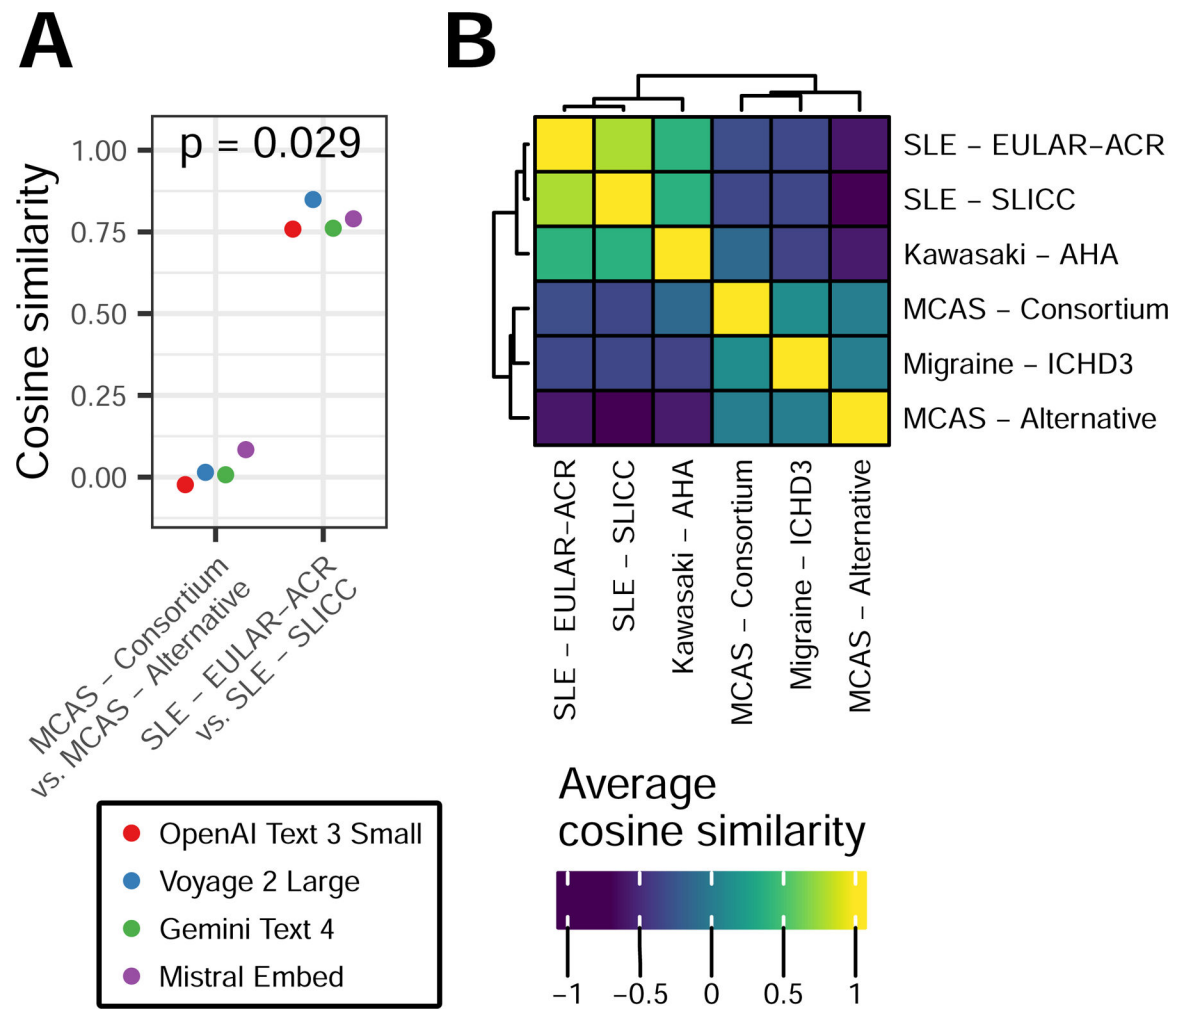 A
B
p = 0.029
Cosine similarity
1.00
0.75
0.50
0.25
0.00
MCAS – Consortium
vs. MCAS – Alternative
SLE – EULAR–ACR
vs. SLE – SLICC
OpenAI Text 3 Small
Voyage 2 Large
Gemini Text 4
Mistral Embed
SLE – EULAR–ACR
SLE – SLICC
Kawasaki – AHA
MCAS – Consortium
Migraine – ICHD3
MCAS – Alternative
SLE – EULAR–ACR
SLE – SLICC
Kawasaki – AHA
MCAS – Consortium
Migraine – ICHD3
MCAS – Alternative
Average
cosine similarity
−1 −0.5 0 0.5 1